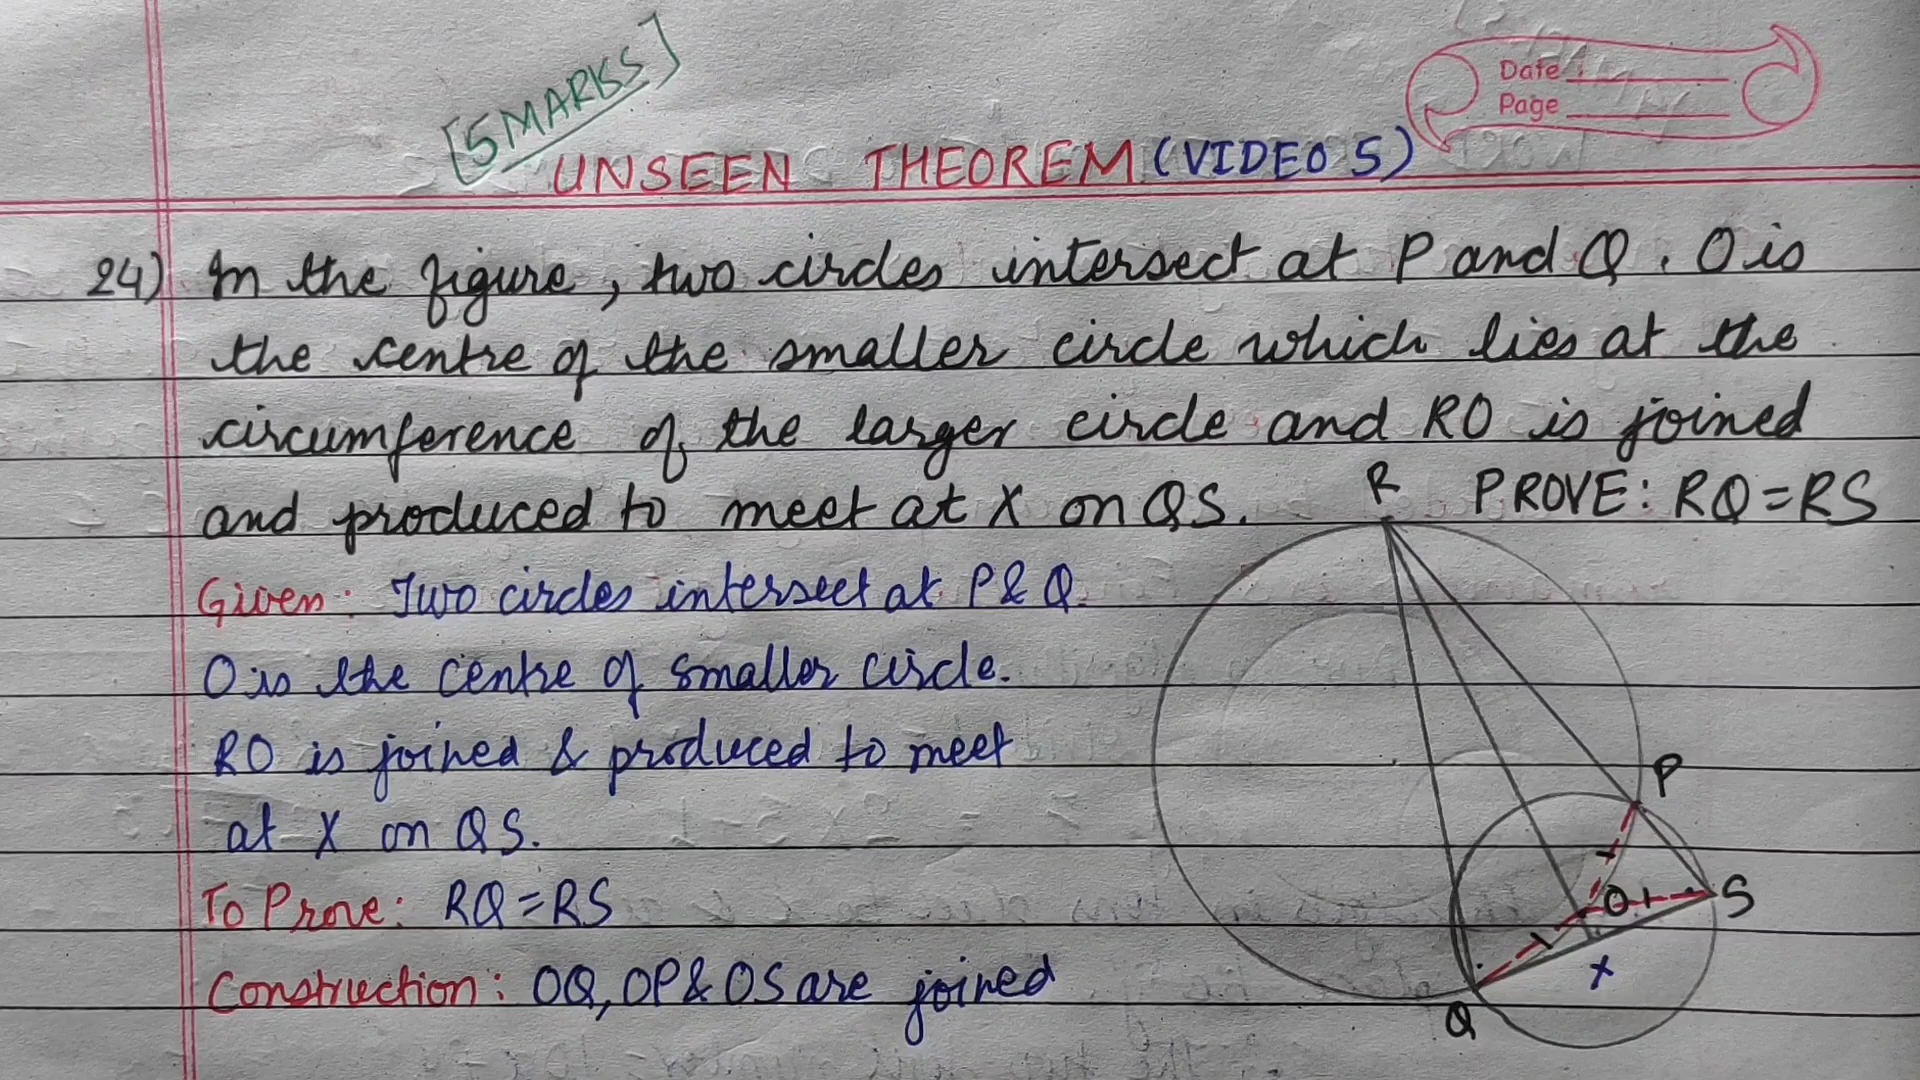 [5 MARKS]
Date
Page
UNSEEN THEOREM (VIDEO 5)
24) In the figure, two circles intersect at P and Q. O is
the centre of the smaller circle which lies at the
circumference of the larger circle and RO is joined
and produced to meet at X on QS. PROVE: RQ=RS
R
Given: Two circles intersect at P & Q.
O is the centre of smaller circle.
RO is joined & produced to meet
at X on QS.
To Prove: RQ=RS
Construction: OQ, OP & OS are joined
P
O
S
X
Q